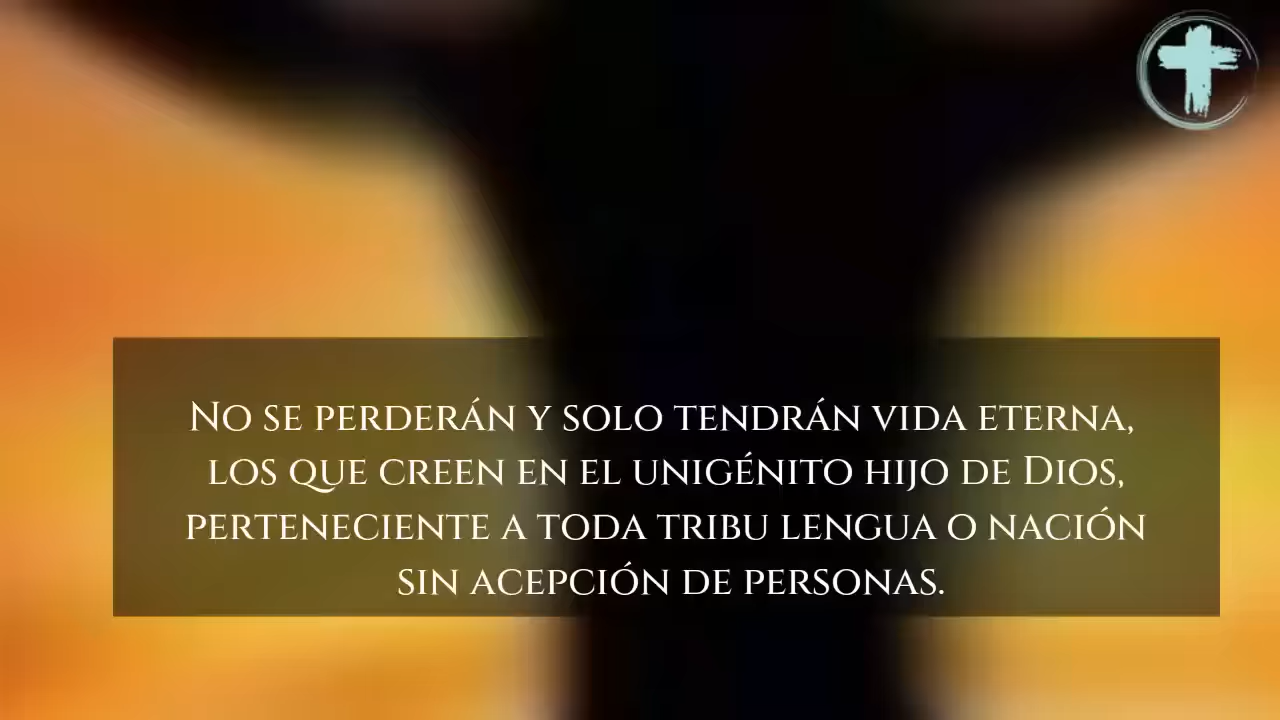 No se perderán y solo tendrán vida eterna,
los que creen en el unigénito hijo de Dios,
perteneciente a toda tribu lengua o nación
sin acepción de personas.